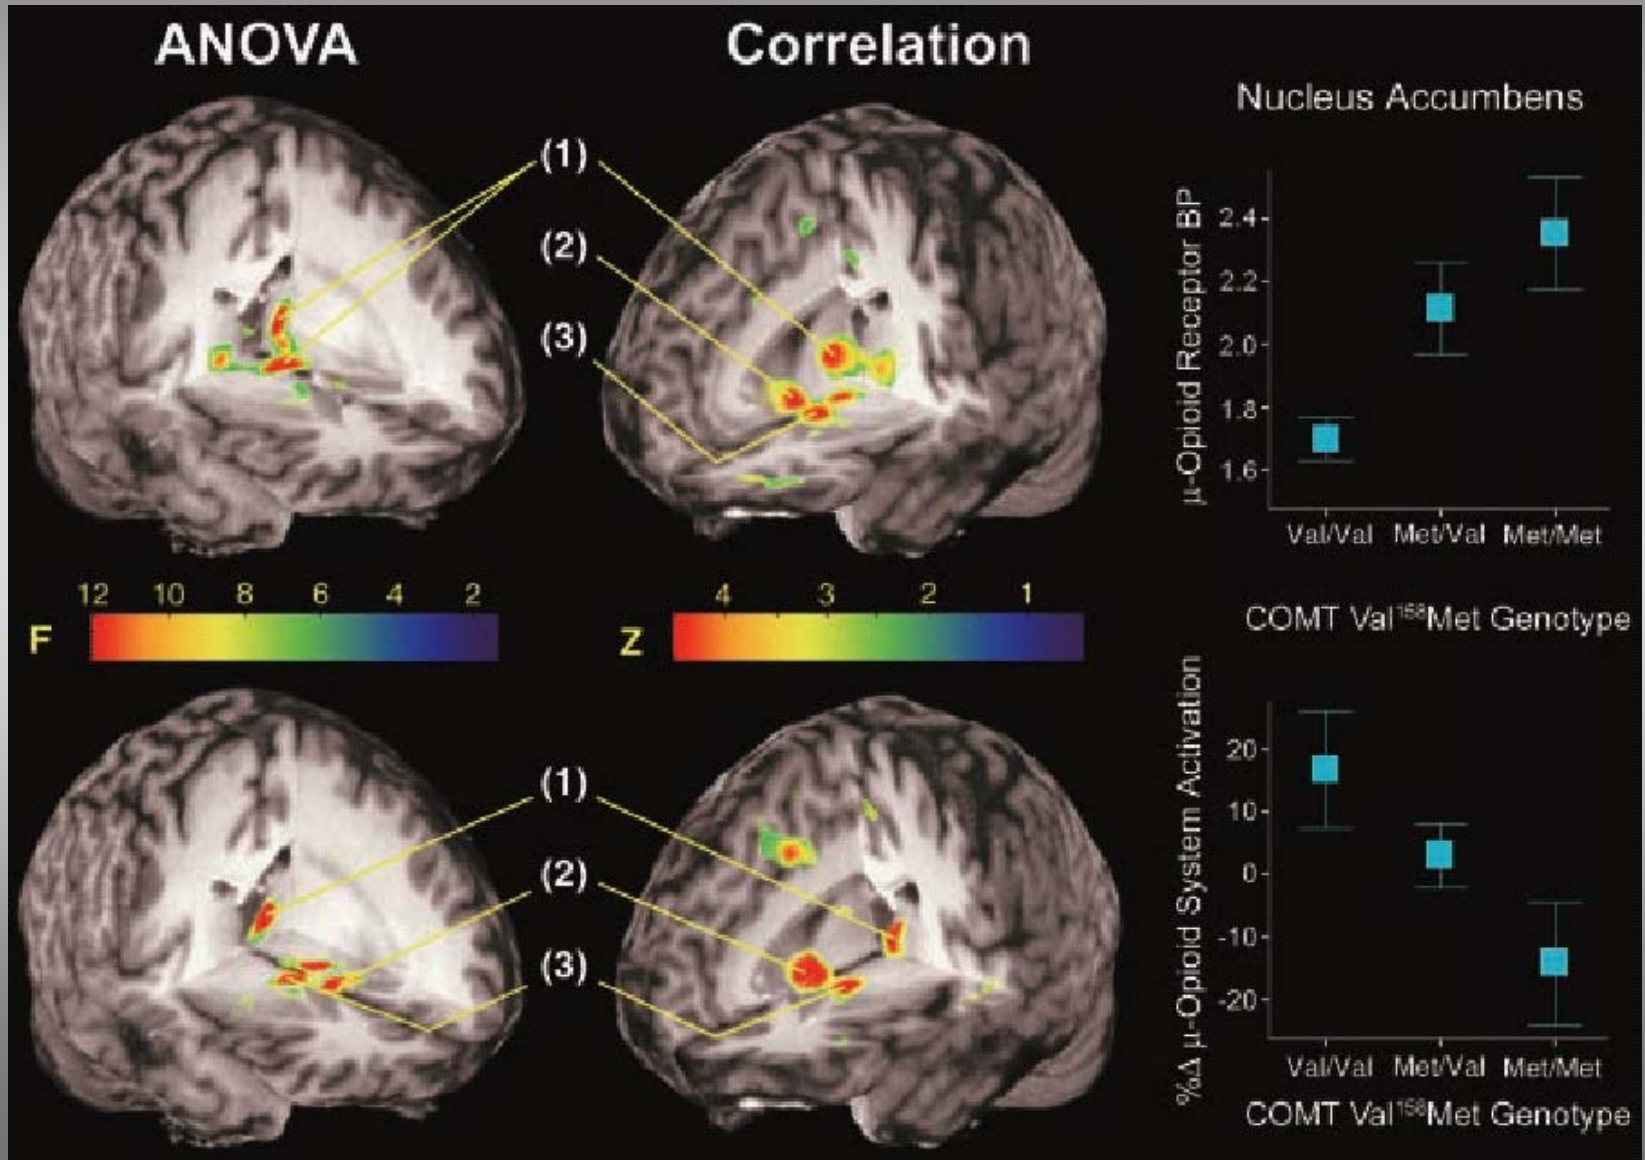 ANOVA
Correlation
Nucleus Accumbens
(1)
(2)
(3)
μ-Opioid Receptor BP
2.4
2.2
2.0
1.8
1.6
Val/Val Met/Val Met/Met
COMT Val¹⁵⁸Met Genotype
F
12 10 8 6 4 2
Z
4 3 2 1
(1)
(2)
(3)
%Δ μ-Opioid System Activation
20
10
0
-10
-20
Val/Val Met/Val Met/Met
COMT Val¹⁵⁸Met Genotype